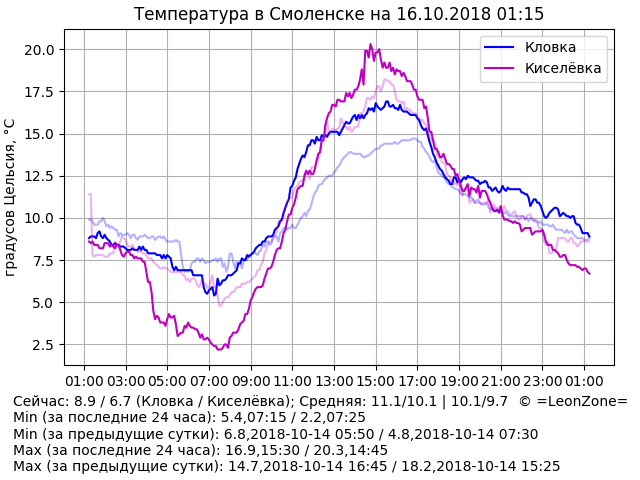 Температура в Смоленске на 16.10.2018 01:15
Кловка
Киселёвка
градусов Цельсия, °C
20.0
17.5
15.0
12.5
10.0
7.5
5.0
2.5
01:00 03:00 05:00 07:00 09:00 11:00 13:00 15:00 17:00 19:00 21:00 23:00 01:00
Сейчас: 8.9 / 6.7 (Кловка / Киселёвка); Средняя: 11.1/10.1 | 10.1/9.7 © =LeonZone=
Min (за последние 24 часа): 5.4,07:15 / 2.2,07:25
Min (за предыдущие сутки): 6.8,2018-10-14 05:50 / 4.8,2018-10-14 07:30
Max (за последние 24 часа): 16.9,15:30 / 20.3,14:45
Max (за предыдущие сутки): 14.7,2018-10-14 16:45 / 18.2,2018-10-14 15:25